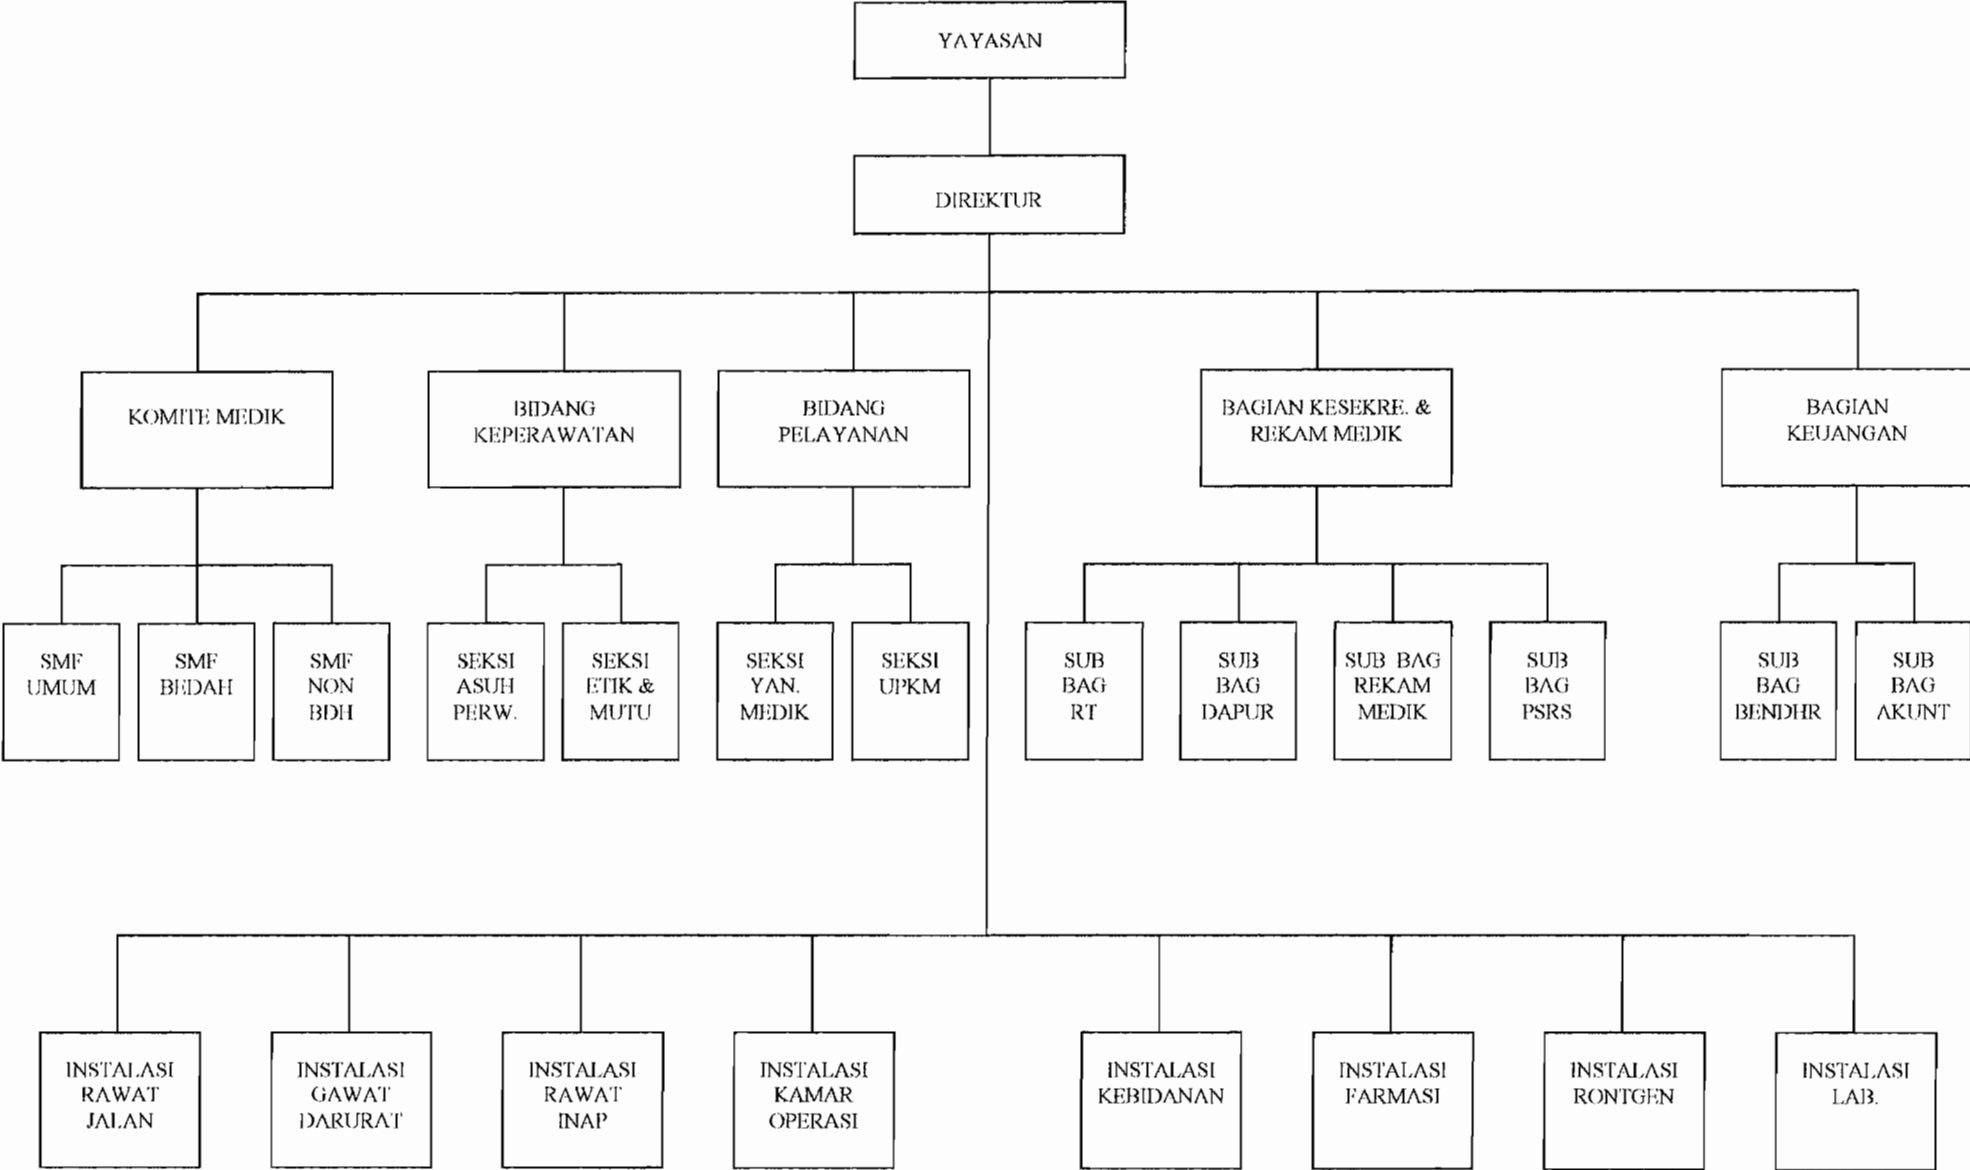 YAYASAN
DIREKTUR
KOMITE MEDIK
BIDANG
KEPERAWATAN
BIDANG
PELAYANAN
BAGIAN KESEKRE. &
REKAM MEDIK
BAGIAN
KEUANGAN
SMF
UMUM
SMF
BEDAH
SMF
NON
BDH
SEKSI
ASUH
PERW.
SEKSI
ETIK &
MUTU
SEKSI
YAN.
MEDIK
SEKSI
UPKM
SUB
BAG
RT
SUB
BAG
DAPUR
SUB BAG
REKAM
MEDIK
SUB
BAG
PSRS
SUB
BAG
BENDHR
SUB
BAG
AKUNT
INSTALASI
RAWAT
JALAN
INSTALASI
GAWAT
DARURAT
INSTALASI
RAWAT
INAP
INSTALASI
KAMAR
OPERASI
INSTALASI
KEBIDANAN
INSTALASI
FARMASI
INSTALASI
RONTGEN
INSTALASI
LAB.